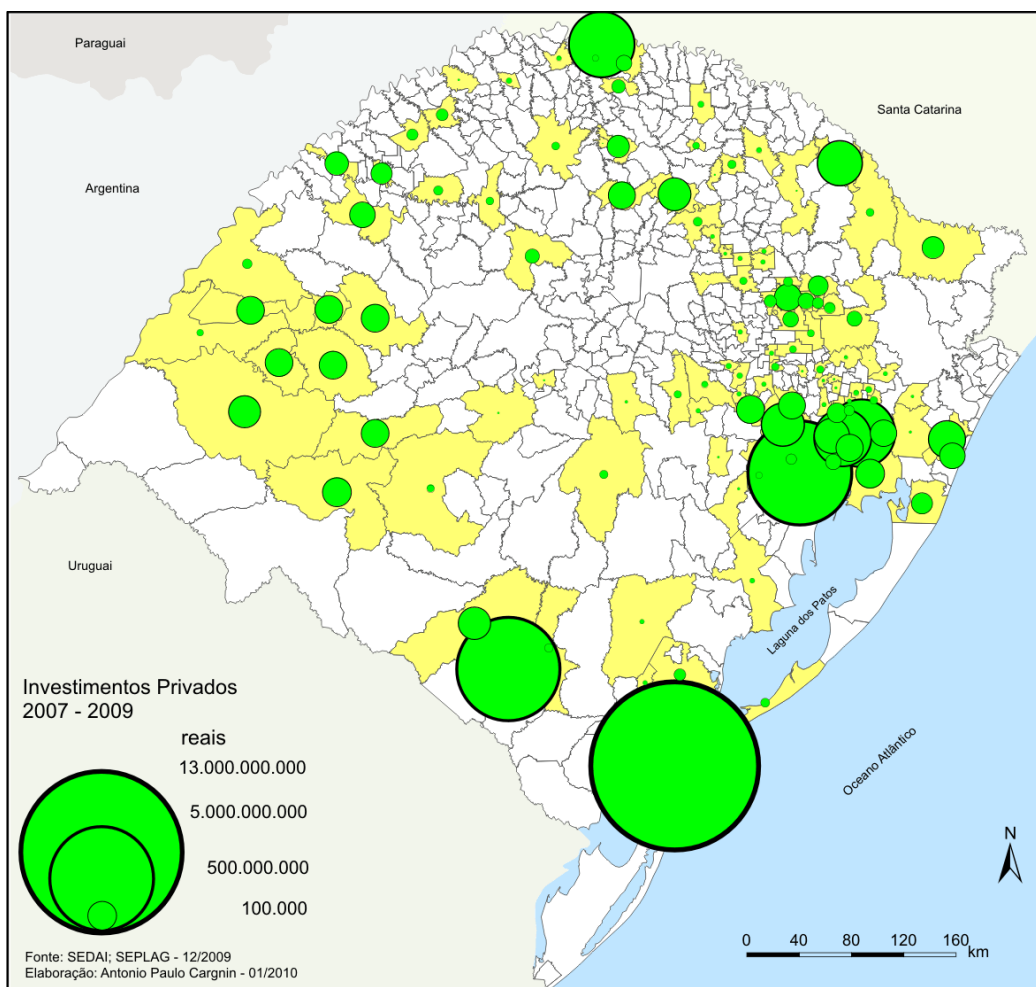 Paraguai
Santa Catarina
Argentina
Uruguai
Laguna dos Patos
Oceano Atlântico
Investimentos Privados
2007 - 2009
reais
13.000.000.000
5.000.000.000
500.000.000
100.000
N
0 40 80 120 160
km
Fonte: SEDAI; SEPLAG - 12/2009
Elaboração: Antonio Paulo Cargnin - 01/2010